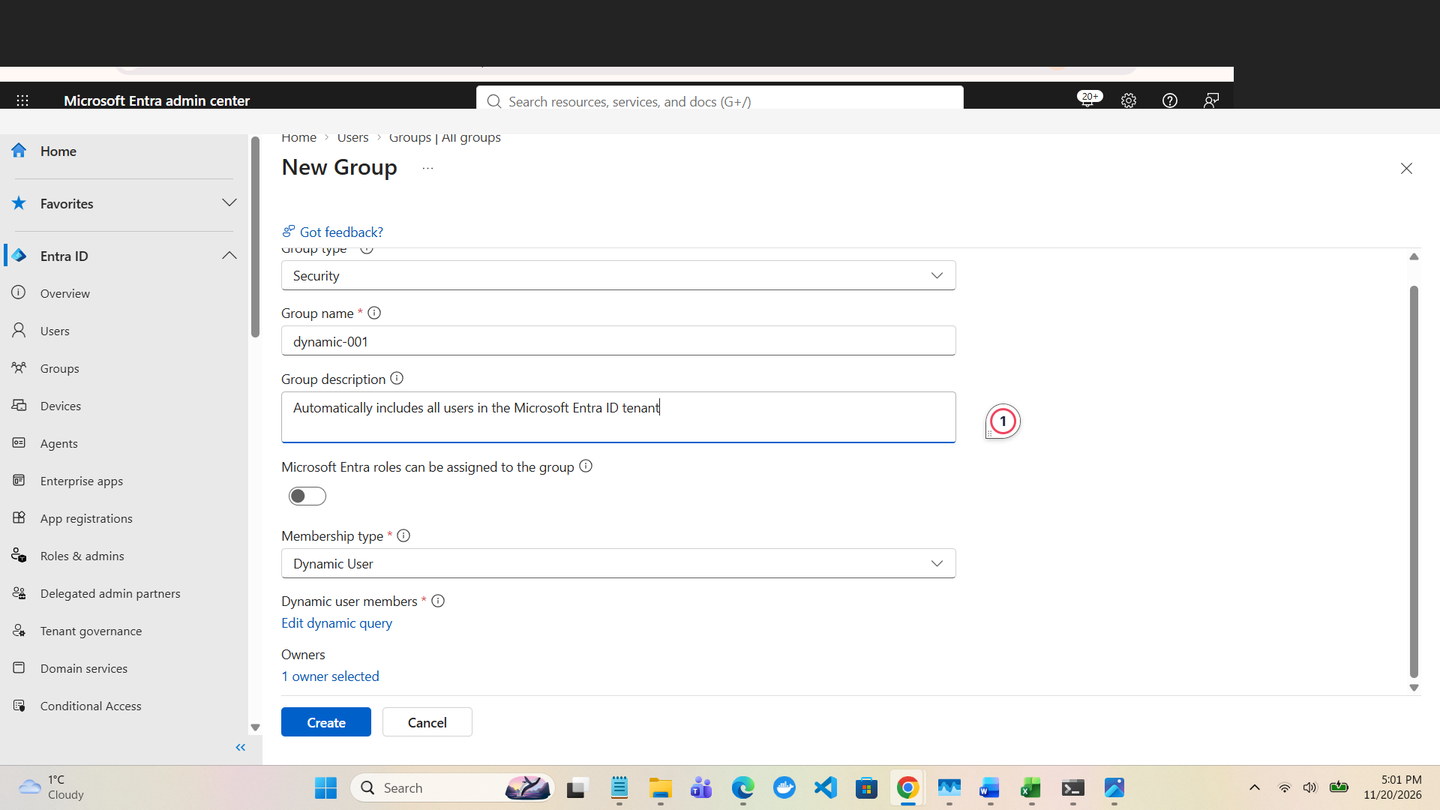 Microsoft Entra admin center
Search resources, services, and docs (G+/)
20+
Home > Users > Groups | All groups
New Group
...
Got feedback?
Home
Favorites
Entra ID
Overview
Users
Groups
Devices
Agents
Enterprise apps
App registrations
Roles & admins
Delegated admin partners
Tenant governance
Domain services
Conditional Access
Group type
Security
Group name *
dynamic-001
Group description
Automatically includes all users in the Microsoft Entra ID tenant
1
Microsoft Entra roles can be assigned to the group
Membership type *
Dynamic User
Dynamic user members *
Edit dynamic query
Owners
1 owner selected
Create
Cancel
1°C
Cloudy
Search
5:01 PM
11/20/2026